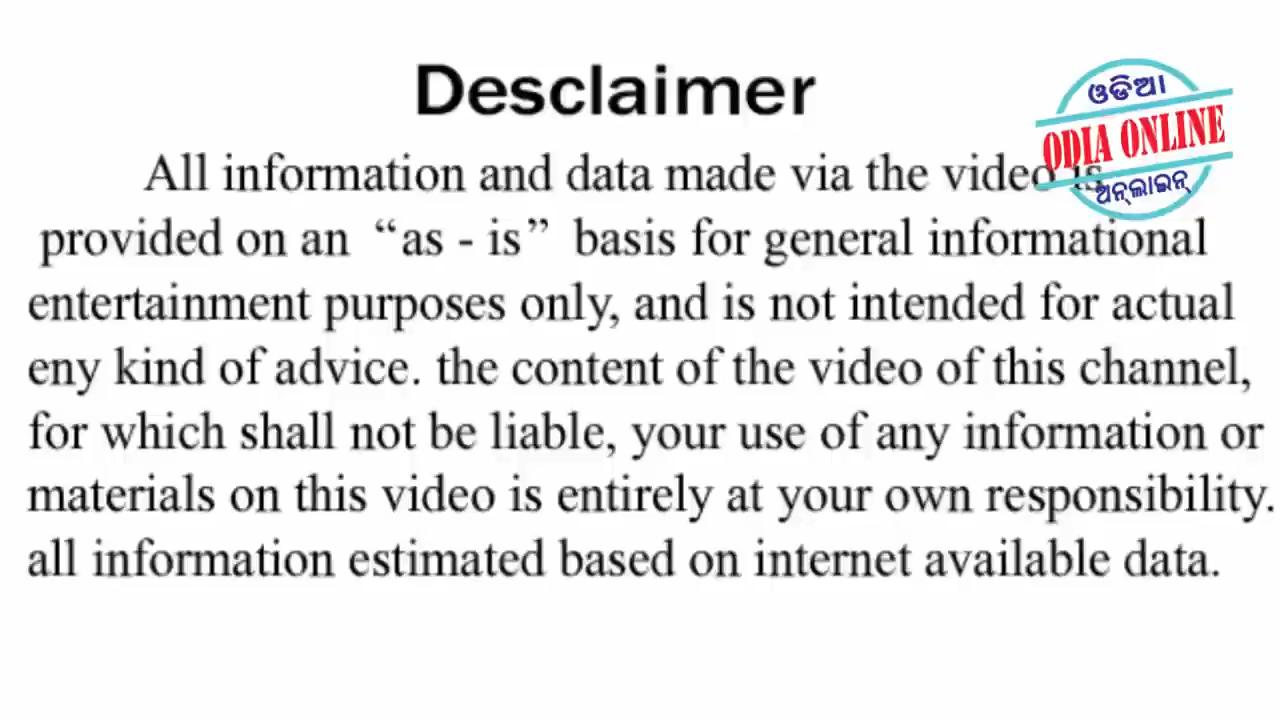 Desclaimer
ଓଡିଆ
ODIA ONLINE
ଅନ୍‌ଲାଇନ୍
All information and data made via the video is
provided on an “as - is” basis for general informational
entertainment purposes only, and is not intended for actual
eny kind of advice. the content of the video of this channel,
for which shall not be liable, your use of any information or
materials on this video is entirely at your own responsibility.
all information estimated based on internet available data.